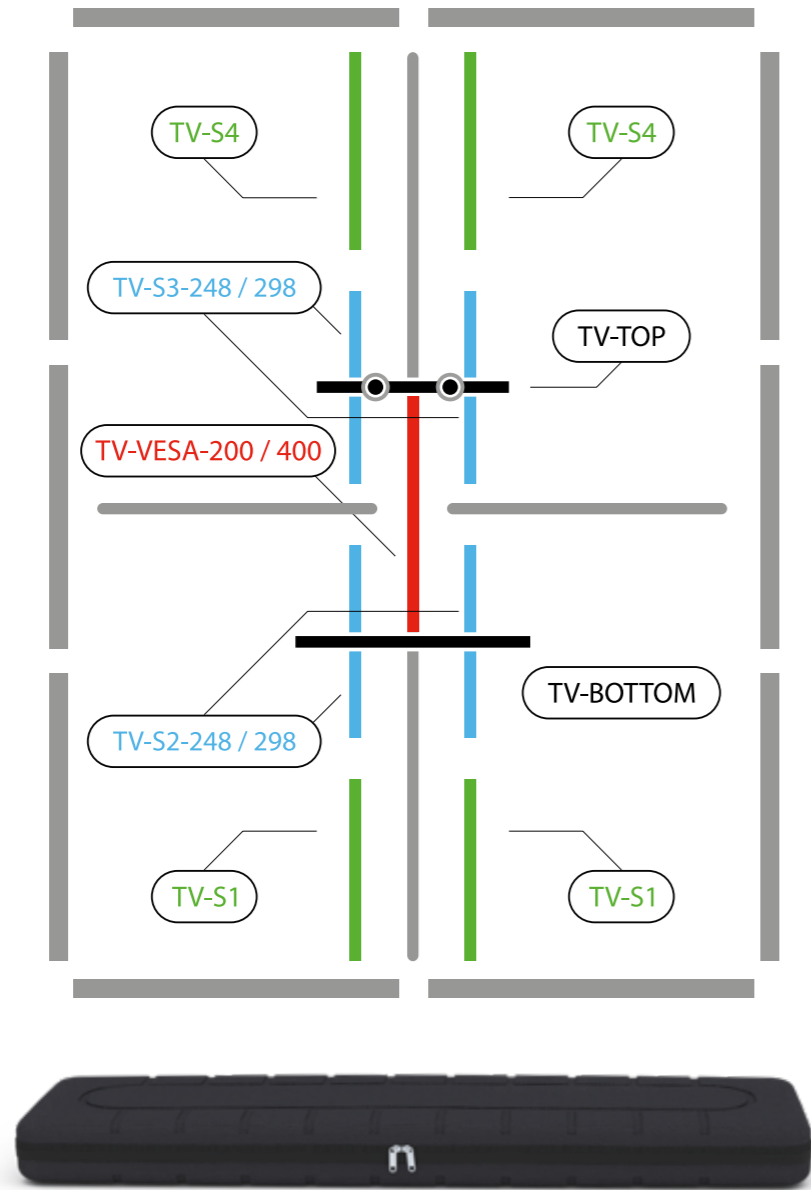 TV-S4
TV-S4
TV-S3-248 / 298
TV-TOP
TV-VESA-200 / 400
TV-BOTTOM
TV-S2-248 / 298
TV-S1
TV-S1